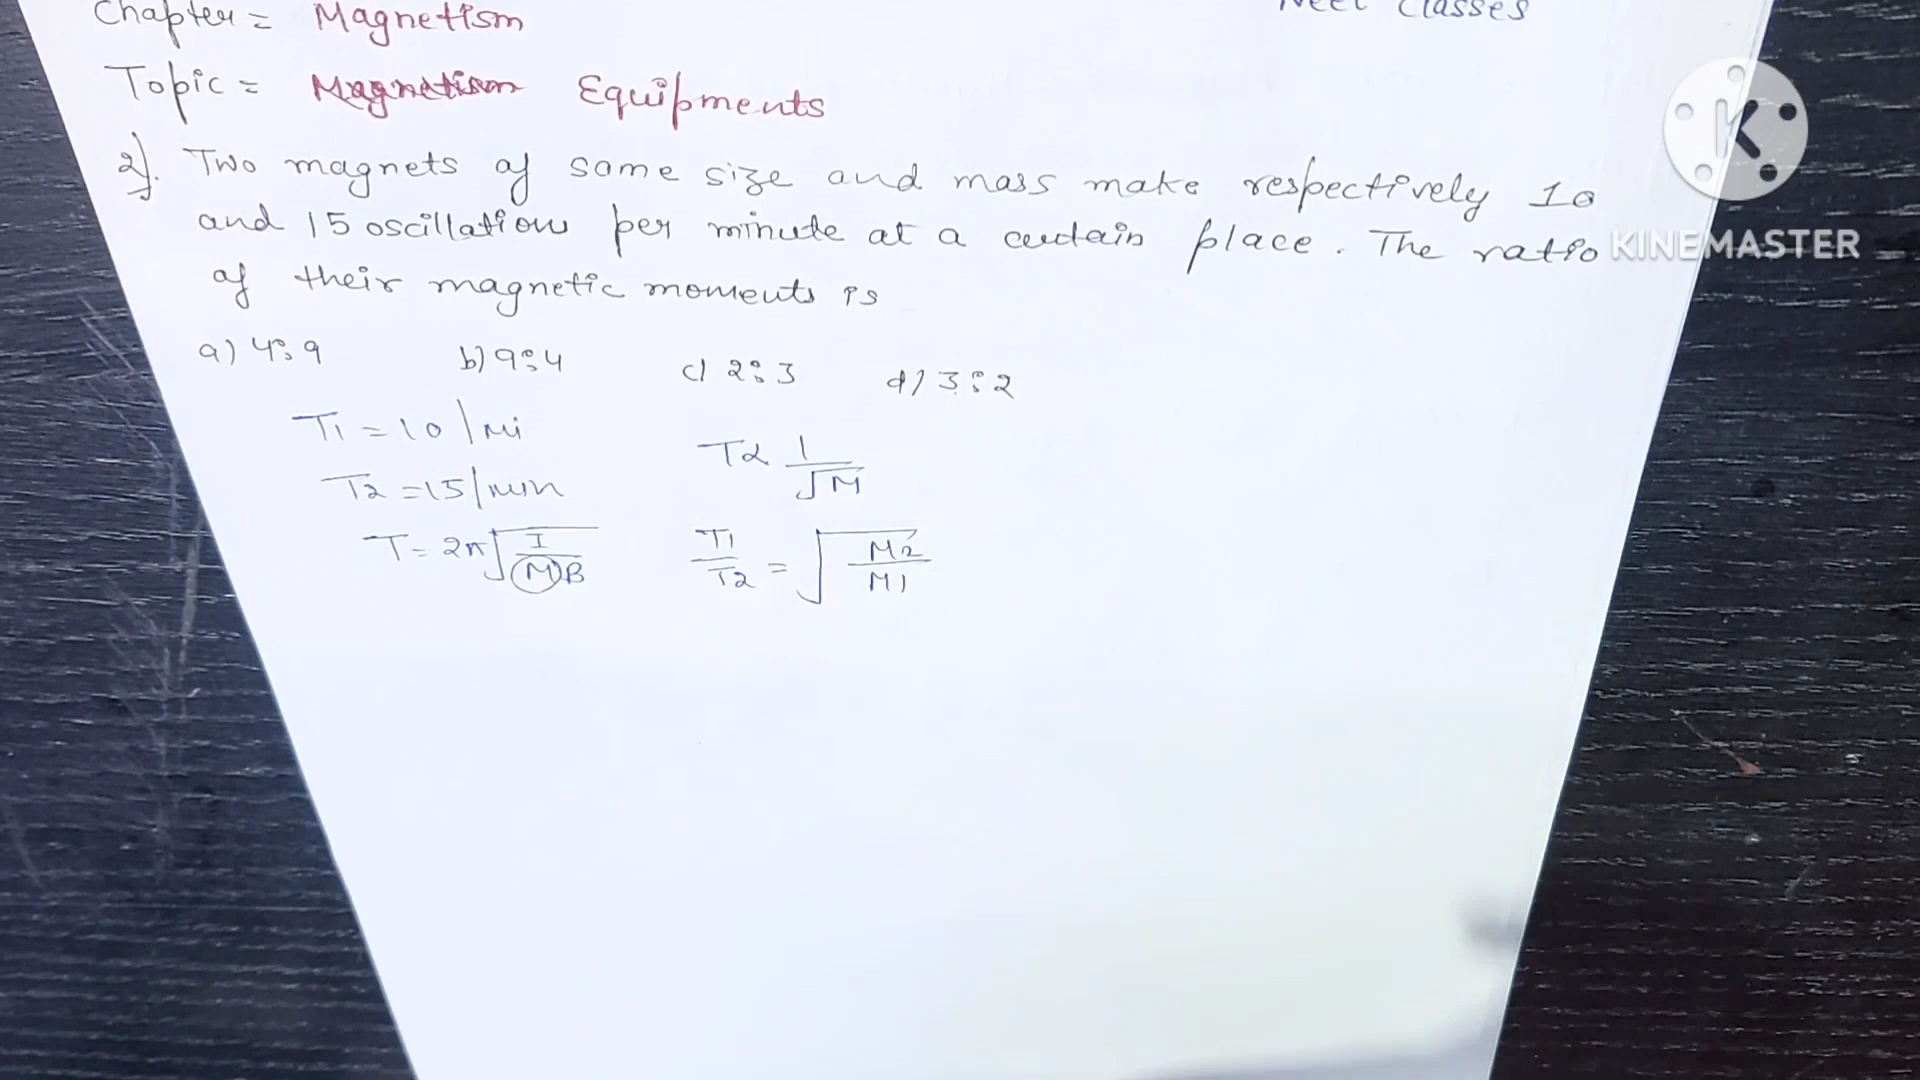 Chapter = Magnetism
Neet Classes
Topic = Magnetism Equipments
2). Two magnets of same size and mass make respectively 10
and 15 oscillation per minute at a certain place. The ratio
of their magnetic moments is
a) 4:9 b) 9:4 c) 2:3 d) 3:2
T1 = 10 | Mi
T2 = 15 | min
T ∝ 1/√M
T = 2π√(I/MB)
T1/T2 = √(M2/M1)
KINEMASTER